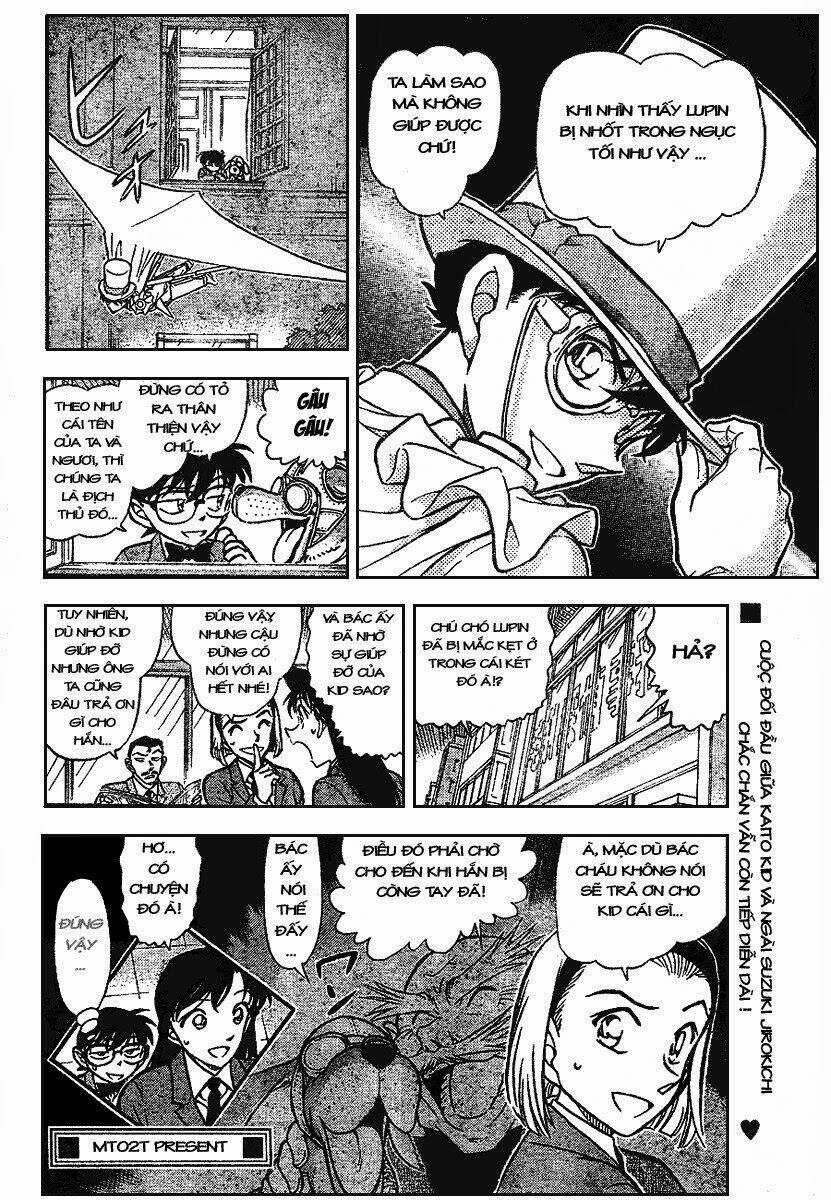 KHI NHÌN THẤY LUPIN
BỊ NHỐT TRONG NGỤC
TỐI NHƯ VẬY ...
TA LÀM SAO
MÀ KHÔNG
GIÚP ĐƯỢC
CHỨ!
ヒュオ
GÂU
GÂU!
ĐỪNG CÓ TỎ
RA THÂN
THIỆN VẬY
CHỨ...
THEO NHƯ
CÁI TÊN
CỦA TA VÀ
NGƯƠI, THÌ
CHÚNG TA
LÀ ĐỊCH
THỦ ĐÓ...
HẢ?
CHÚ CHÓ LUPIN
ĐÃ BỊ MẮC KẸT Ở
TRONG CÁI KÉT
ĐÓ À!?
VÀ BÁC ẤY
ĐÃ NHỜ
SỰ GIÚP
ĐỠ CỦA
KID SAO?
ĐÚNG VẬY,
NHƯNG CẬU
ĐỪNG CÓ
NÓI VỚI AI
HẾT NHÉ!
TUY NHIÊN,
DÙ NHỜ KID
GIÚP ĐỠ
NHƯNG ÔNG
TA CŨNG
ĐÂU TRẢ ƠN
GÌ CHO
HẮN...
À, MẶC DÙ BÁC
CHÁU KHÔNG NÓI
SẼ TRẢ ƠN CHO
KID CÁI GÌ...
ĐIỀU ĐÓ PHẢI CHỜ
CHO ĐẾN KHI HẮN BỊ
CÒNG TAY ĐÃ!
BÁC
ẤY
NÓI
THẾ
ĐẤY
...
HƠ...
CÓ
CHUYỆN
ĐÓ À!
ĐÚNG
VẬY
...
MT02T PRESENT
CUỘC ĐỐI ĐẦU GIỮA KAITO KID VÀ NGÀI SUZUKI JIROKICHI
CHẮC CHẮN VẪN CÒN TIẾP DIỄN DÀI !